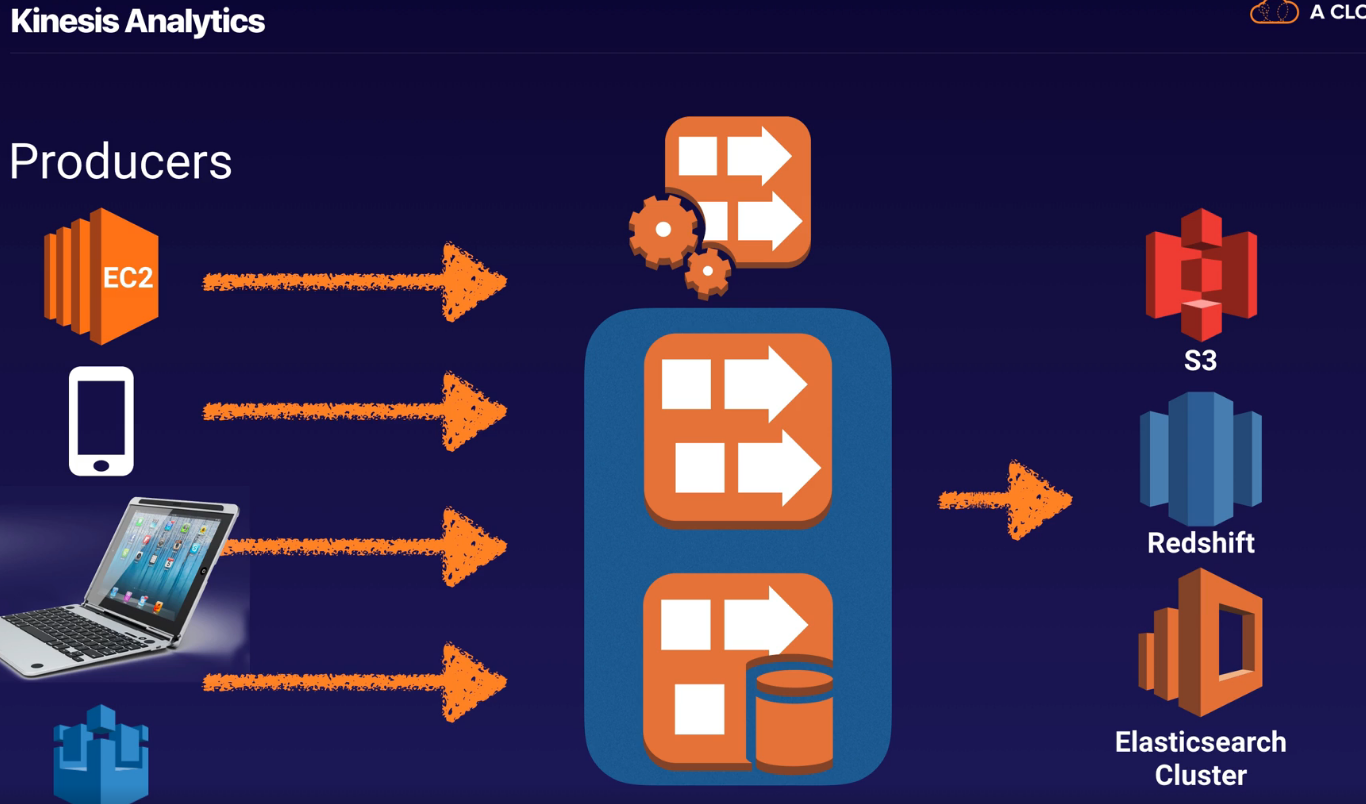 Kinesis Analytics
A CLO
Producers
EC2
S3
Redshift
Elasticsearch
Cluster